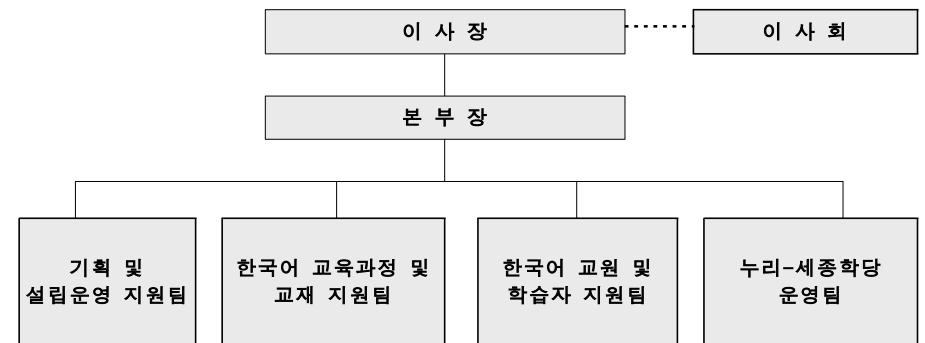 이 사 장
이 사 회
본 부 장
기획 및
설립운영 지원팀
한국어 교육과정 및
교재 지원팀
한국어 교원 및
학습자 지원팀
누리-세종학당
운영팀